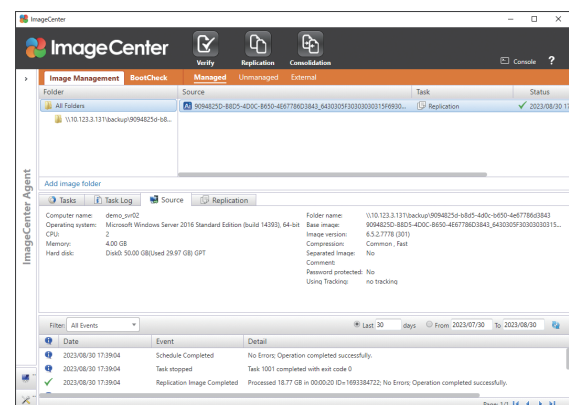 ImageCenter
ImageCenter
Verify
Replication
Consolidation
Console ?
Image Management BootCheck Managed Unmanaged External
Folder Source Task Status
All Folders 9094825D-B8D5-4D0C-B650-4E67786D3843_6430305F30303030315F6930... Replication 2023/08/30 17
\\10.123.3.131\backup\9094825d-b8...
Add image folder
ImageCenter Agent
Tasks Task Log Source Replication
Computer name: demo_svr02
Operating system: Microsoft Windows Server 2016 Standard Edition (build 14393), 64-bit
CPU: 2
Memory: 4.00 GB
Hard disk: Disk0: 50.00 GB(Used 29.97 GB) GPT
Folder name: \\10.123.3.131\backup\9094825d-b8d5-4d0c-b650-4e67786d3843
Base image: 9094825D-B8D5-4D0C-B650-4E67786D3843_6430305F30303030315...
Image version: 6.5.2.7778 (301)
Compression: Common , Fast
Separated Image: No
Comment:
Password protected: No
Using Tracking: no tracking
Filter: All Events Last 30 days From 2023/07/30 To 2023/08/30
Date Event Detail
2023/08/30 17:39:04 Schedule Completed No Errors; Operation completed successfully.
2023/08/30 17:39:04 Task stopped Task 1001 completed with exit code 0
2023/08/30 17:39:04 Replication Image Completed Processed 18.77 GB in 00:00:20 ID=1693384722; No Errors; Operation completed successfully.
Page 1/2